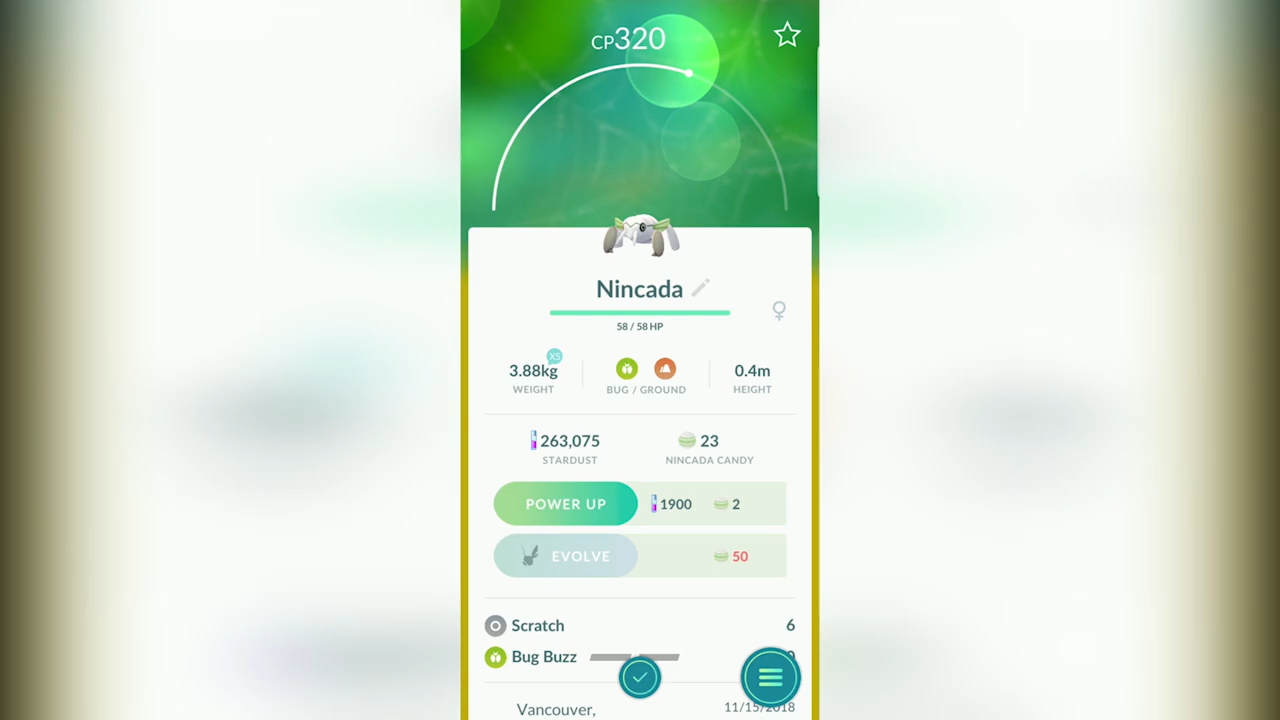 CP320
Nincada
58 / 58 HP
XS
3.88kg
WEIGHT
BUG / GROUND
0.4m
HEIGHT
263,075
STARDUST
23
NINCADA CANDY
POWER UP 1900 2
EVOLVE 50
Scratch 6
Bug Buzz
Vancouver,
11/15/2018